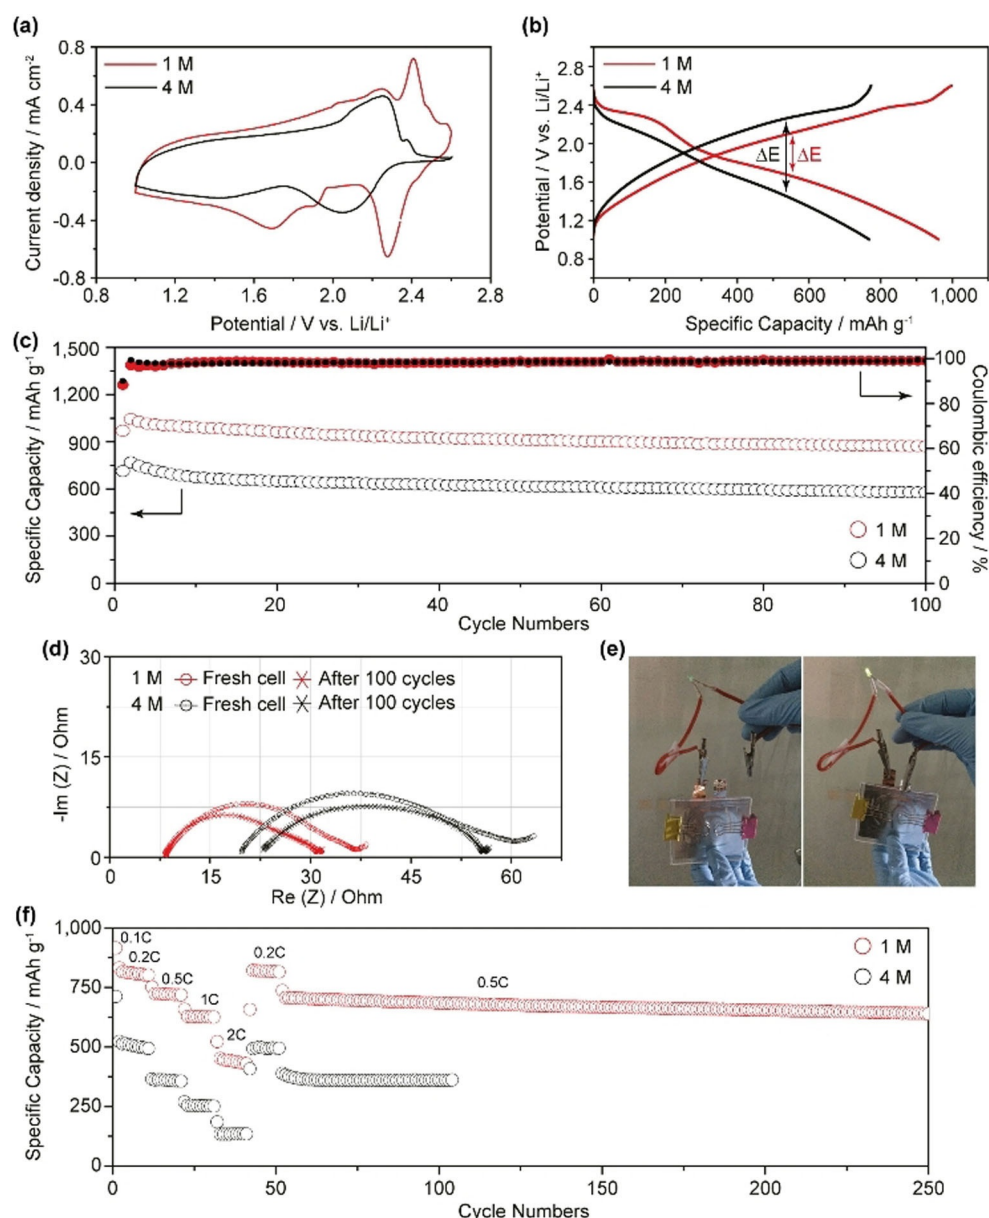 (a)
0.8
0.4
0.0
-0.4
-0.8
1 M
4 M
Current density / mA cm⁻²
0.8 1.2 1.6 2.0 2.4 2.8
Potential / V vs. Li/Li⁺
(b)
2.8
2.4
2.0
1.6
1.2
0.8
1 M
4 M
ΔE ΔE
Potential / V vs. Li/Li⁺
0 200 400 600 800 1,000
Specific Capacity / mAh g⁻¹
(c)
1,500
1,200
900
600
300
0
Specific Capacity / mAh g⁻¹
100
80
60
40
20
0
Coulombic efficiency / %
1 M
4 M
0 20 40 60 80 100
Cycle Numbers
(d)
30
15
0
-Im (Z) / Ohm
1 M Fresh cell After 100 cycles
4 M Fresh cell After 100 cycles
0 15 30 45 60
Re (Z) / Ohm
(e)
(f)
1,000
750
500
250
0
Specific Capacity / mAh g⁻¹
0.1C
0.2C
0.5C
1C
2C
0.2C
0.5C
1 M
4 M
0 50 100 150 200 250
Cycle Numbers